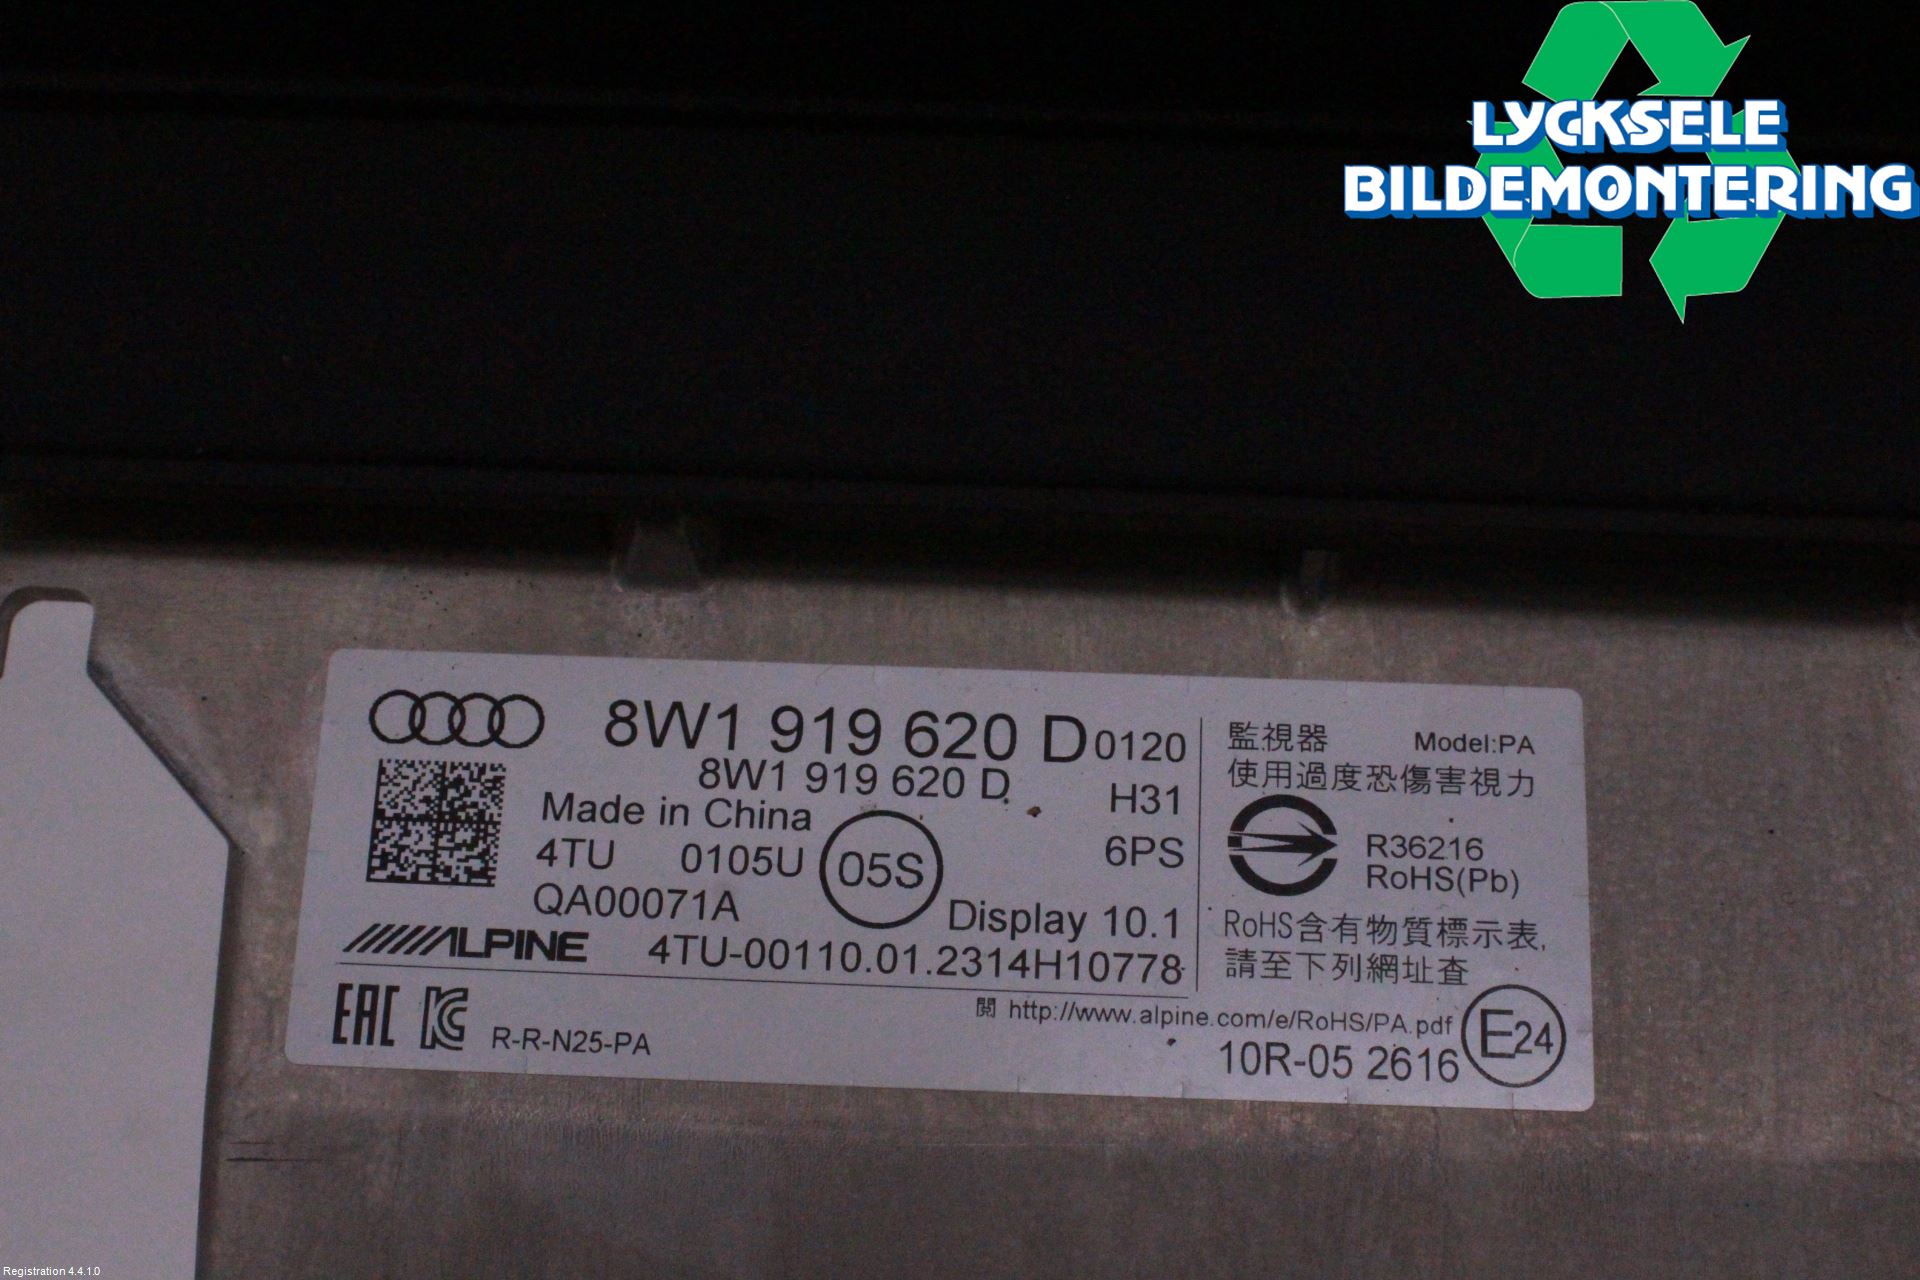 LYCKSELE
BILDEMONTERING
8W1 919 620 D 0120
8W1 919 620 D
H31
Made in China
4TU 0105U
05S
6PS
QA00071A
Display 10.1
ALPINE 4TU-00110.01.2314H10778
監視器 Model:PA
使用過度恐傷害視力
R36216
RoHS(Pb)
RoHS含有物質標示表,
請至下列網址查
閱 http://www.alpine.com/e/RoHS/PA.pdf
EAC KC R-R-N25-PA
10R-05 2616
E24
Registration 4.4.1.0